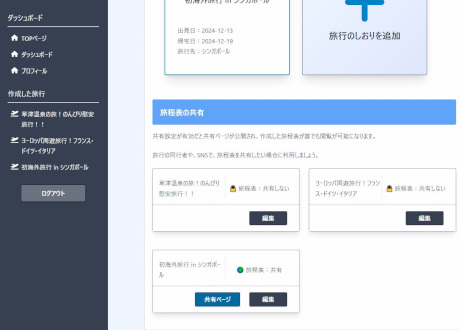 ダッシュボード
TOPページ
ダッシュボード
プロフィール
作成した旅行
草津温泉の旅！のんびり慰安
旅行！！
ヨーロッパ周遊旅行！フランス・
ドイツ・イタリア
初海外旅行 in シンガポール
ログアウト
初海外旅行 in シンガポール
出発日：2024-12-13
帰宅日：2024-12-19
旅行先：シンガポール
旅行のしおりを追加
旅程表の共有
共有設定が有効だと共有ページが公開され、作成した旅程表が誰でも閲覧が可能になります。
旅行の同行者や、SNSで、旅程表を共有したい場合に利用しましょう。
草津温泉の旅！のんびり
慰安旅行！！
旅程表：共有しない
編集
ヨーロッパ周遊旅行！フラン
ス・ドイツ・イタリア
旅程表：共有しない
編集
初海外旅行 in シンガポー
ル
旅程表：共有
共有ページ
編集